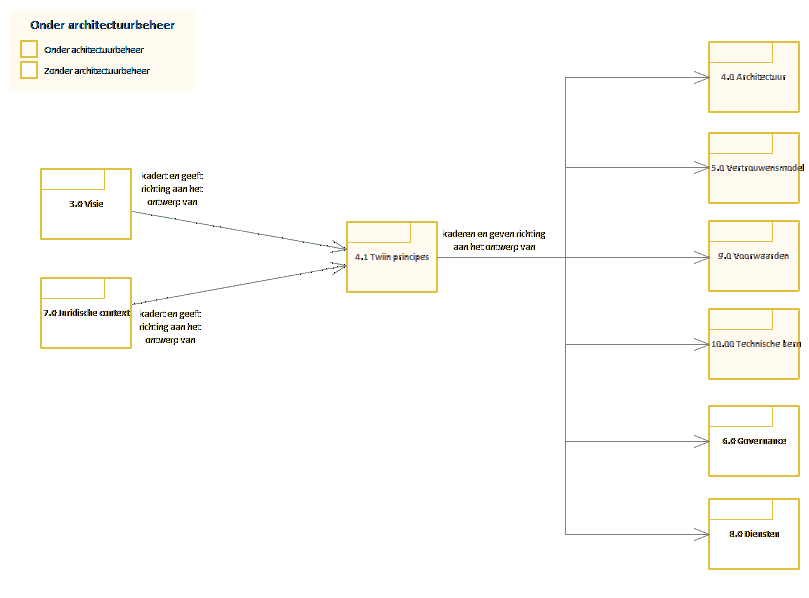 Onder architectuurbeheer
Onder achitectuurbeheer
Zonder architectuurbeheer
3.0 Visie
kadert en geeft
richting aan het
ontwerp van
7.0 Juridische context
kadert en geeft
richting aan het
ontwerp van
4.1 Twiin principes
kaderen en geven richting
aan het ontwerp van
4.0 Architectuur
5.0 Vertrouwensmodel
9.0 Voorwaarden
10.00 Technische kern
6.0 Governance
8.0 Diensten